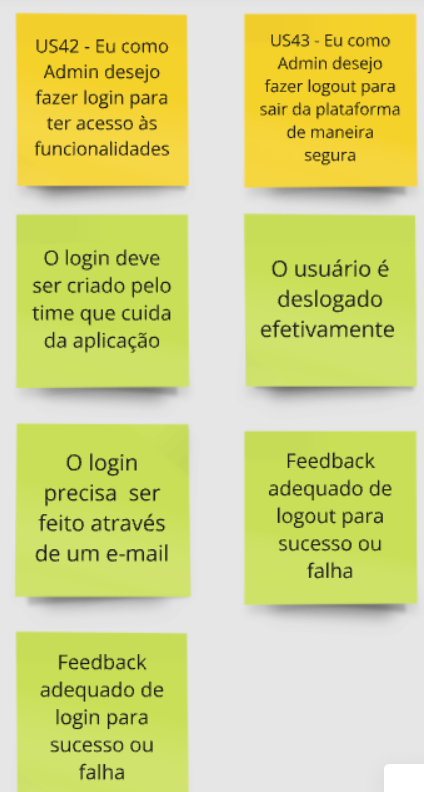 US42 - Eu como
Admin desejo
fazer login para
ter acesso às
funcionalidades
US43 - Eu como
Admin desejo
fazer logout para
sair da plataforma
de maneira
segura
O login deve
ser criado pelo
time que cuida
da aplicação
O usuário é
deslogado
efetivamente
O login
precisa ser
feito através
de um e-mail
Feedback
adequado de
logout para
sucesso ou
falha
Feedback
adequado de
login para
sucesso ou
falha